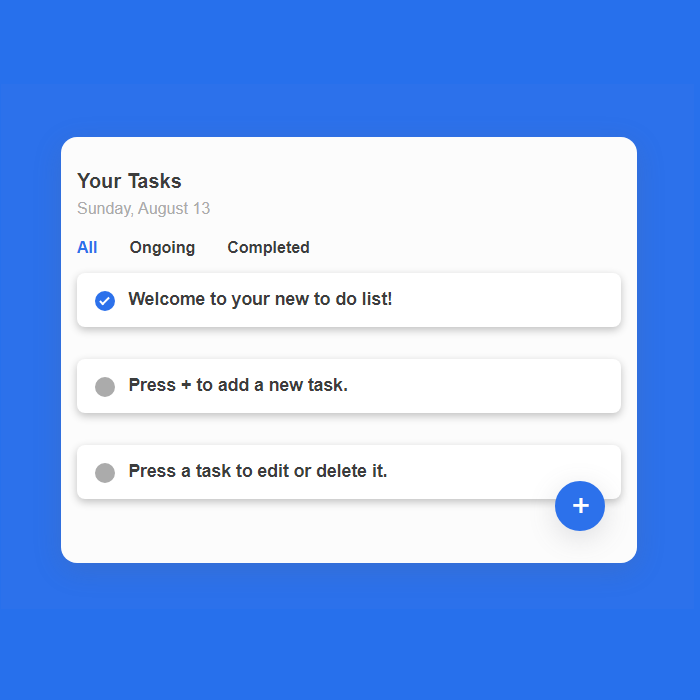 Your Tasks
Sunday, August 13
All Ongoing Completed
Welcome to your new to do list!
Press + to add a new task.
Press a task to edit or delete it.
+